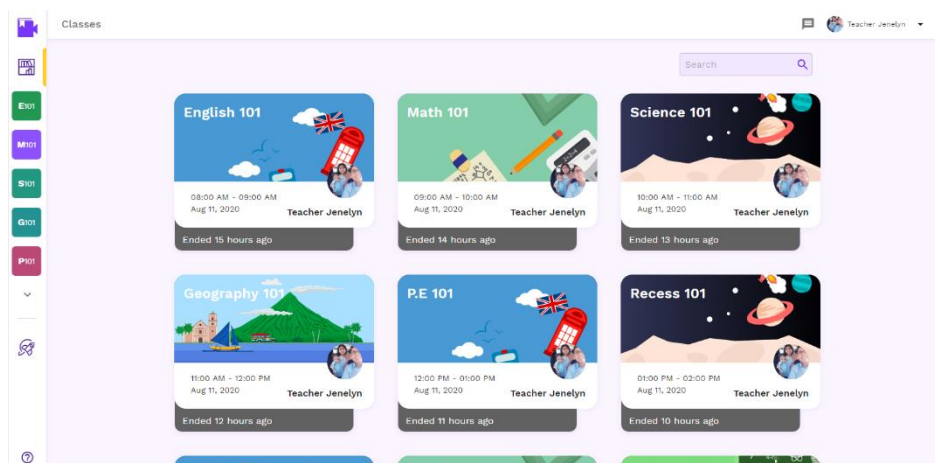 Classes
Teacher Jenelyn
Search
E101
M101
S101
G101
P101
English 101
08:00 AM - 09:00 AM
Aug 11, 2020
Teacher Jenelyn
Ended 15 hours ago
Math 101
09:00 AM - 10:00 AM
Aug 11, 2020
Teacher Jenelyn
Ended 14 hours ago
Science 101
10:00 AM - 11:00 AM
Aug 11, 2020
Teacher Jenelyn
Ended 13 hours ago
Geography 101
11:00 AM - 12:00 PM
Aug 11, 2020
Teacher Jenelyn
Ended 12 hours ago
P.E 101
12:00 PM - 01:00 PM
Aug 11, 2020
Teacher Jenelyn
Ended 11 hours ago
Recess 101
01:00 PM - 02:00 PM
Aug 11, 2020
Teacher Jenelyn
Ended 10 hours ago